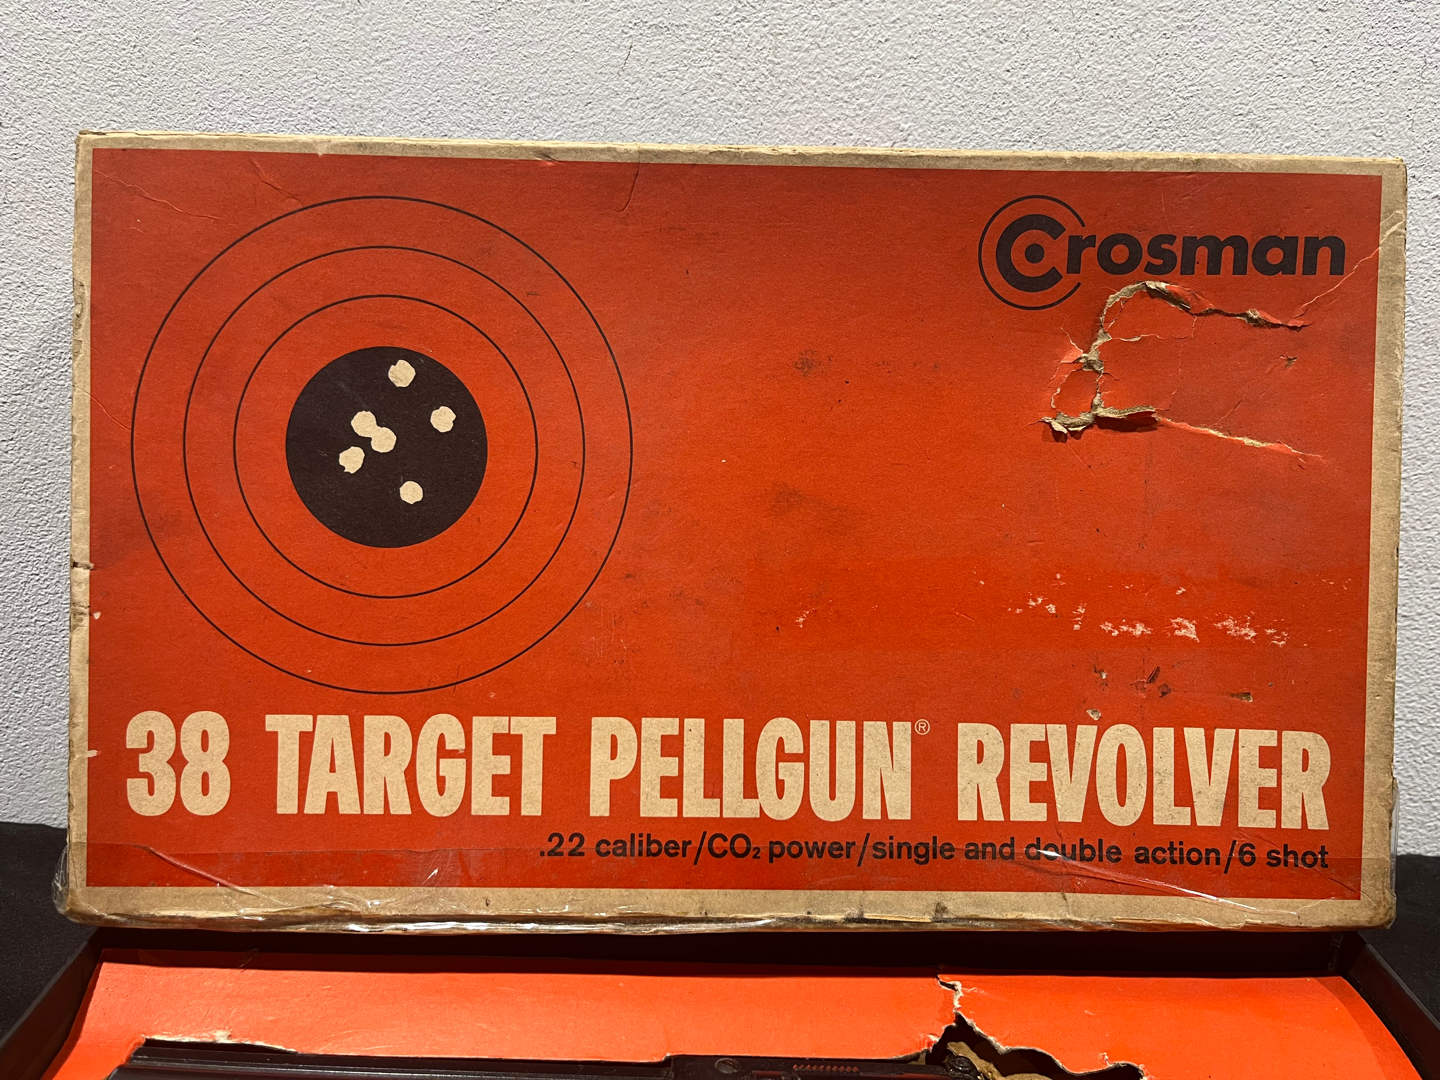 Crosman
38 TARGET PELLGUN® REVOLVER
.22 caliber/CO₂ power/single and double action/6 shot